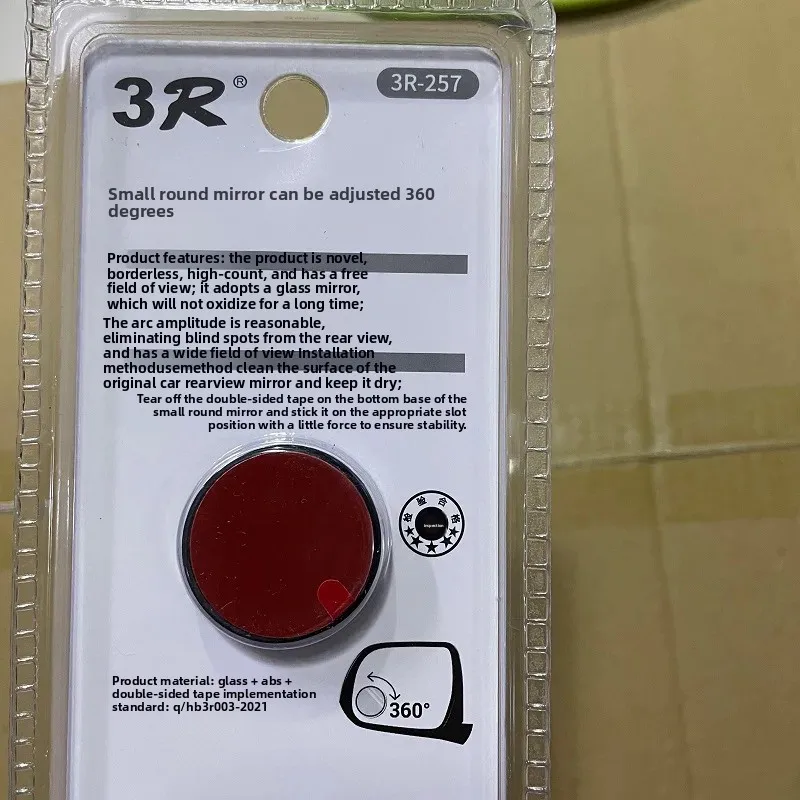 3R®
3R-257
Small round mirror can be adjusted 360
degrees
Product features: the product is novel,
borderless, high-count, and has a free
field of view; it adopts a glass mirror,
which will not oxidize for a long time;
The arc amplitude is reasonable,
eliminating blind spots from the rear view,
and has a wide field of view Installation
methodusemethod clean the surface of the
original car rearview mirror and keep it dry;
Tear off the double-sided tape on the bottom base of the
small round mirror and stick it on the appropriate slot
position with a little force to ensure stability.
检验合格
Inspection
Product material: glass + abs +
double-sided tape implementation
standard: q/hb3r003-2021
360°